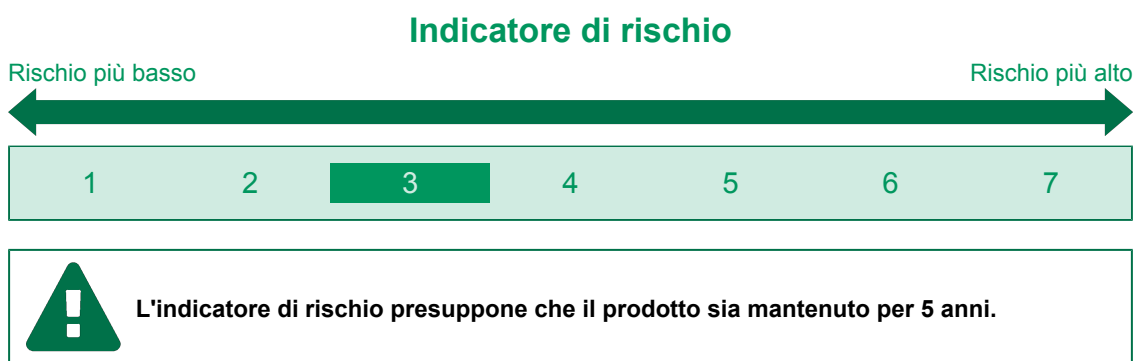 Indicatore di rischio
Rischio più basso Rischio più alto
1 2 3 4 5 6 7
L'indicatore di rischio presuppone che il prodotto sia mantenuto per 5 anni.